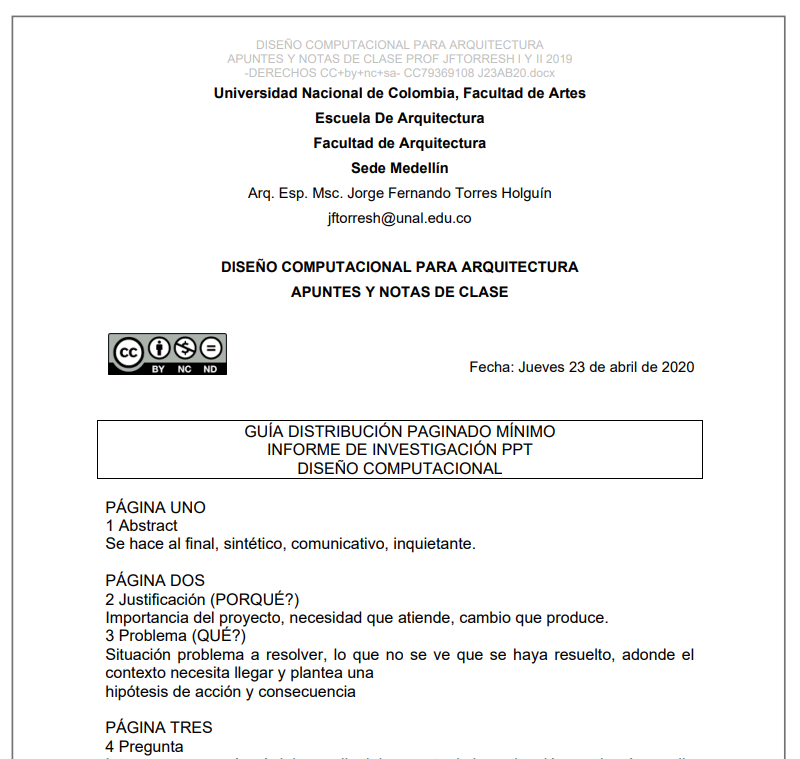 DISEÑO COMPUTACIONAL PARA ARQUITECTURA
APUNTES Y NOTAS DE CLASE PROF JFTORRESH I Y II 2019
-DERECHOS CC+by+nc+sa- CC79369108 J23AB20.docx
Universidad Nacional de Colombia, Facultad de Artes
Escuela De Arquitectura
Facultad de Arquitectura
Sede Medellín
Arq. Esp. Msc. Jorge Fernando Torres Holguín
jftorresh@unal.edu.co
DISEÑO COMPUTACIONAL PARA ARQUITECTURA
APUNTES Y NOTAS DE CLASE
cc
BY NC ND
Fecha: Jueves 23 de abril de 2020
GUÍA DISTRIBUCIÓN PAGINADO MÍNIMO
INFORME DE INVESTIGACIÓN PPT
DISEÑO COMPUTACIONAL
PÁGINA UNO
1 Abstract
Se hace al final, sintético, comunicativo, inquietante.
PÁGINA DOS
2 Justificación (PORQUÉ?)
Importancia del proyecto, necesidad que atiende, cambio que produce.
3 Problema (QUÉ?)
Situación problema a resolver, lo que no se ve que se haya resuelto, adonde el
contexto necesita llegar y plantea una
hipótesis de acción y consecuencia
PÁGINA TRES
4 Pregunta